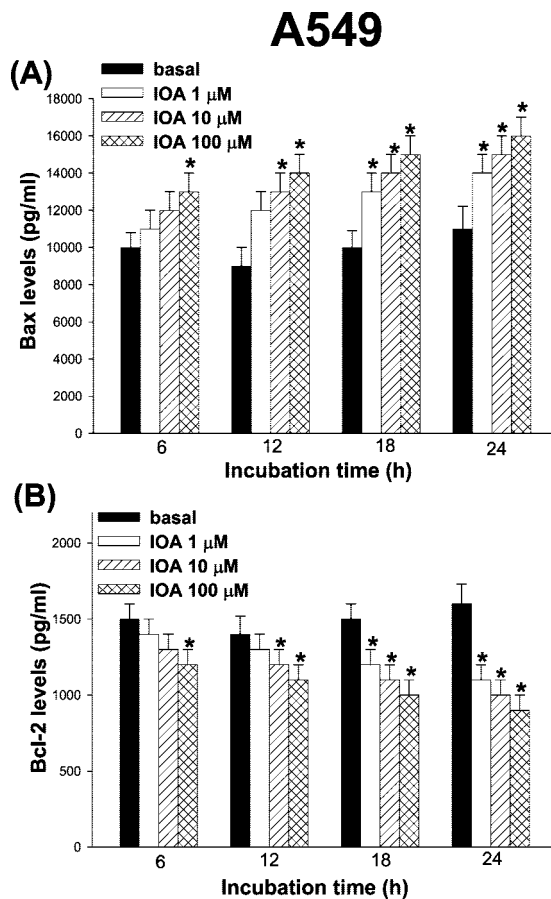 A549
(A)
basal
IOA 1 μM
IOA 10 μM
IOA 100 μM
Bax levels (pg/ml)
18000
16000
14000
12000
10000
8000
6000
4000
2000
0
* * * * * * * * *
6 12 18 24
Incubation time (h)
(B)
basal
IOA 1 μM
IOA 10 μM
IOA 100 μM
Bcl-2 levels (pg/ml)
2000
1500
1000
500
0
* * * * * * * * *
6 12 18 24
Incubation time (h)